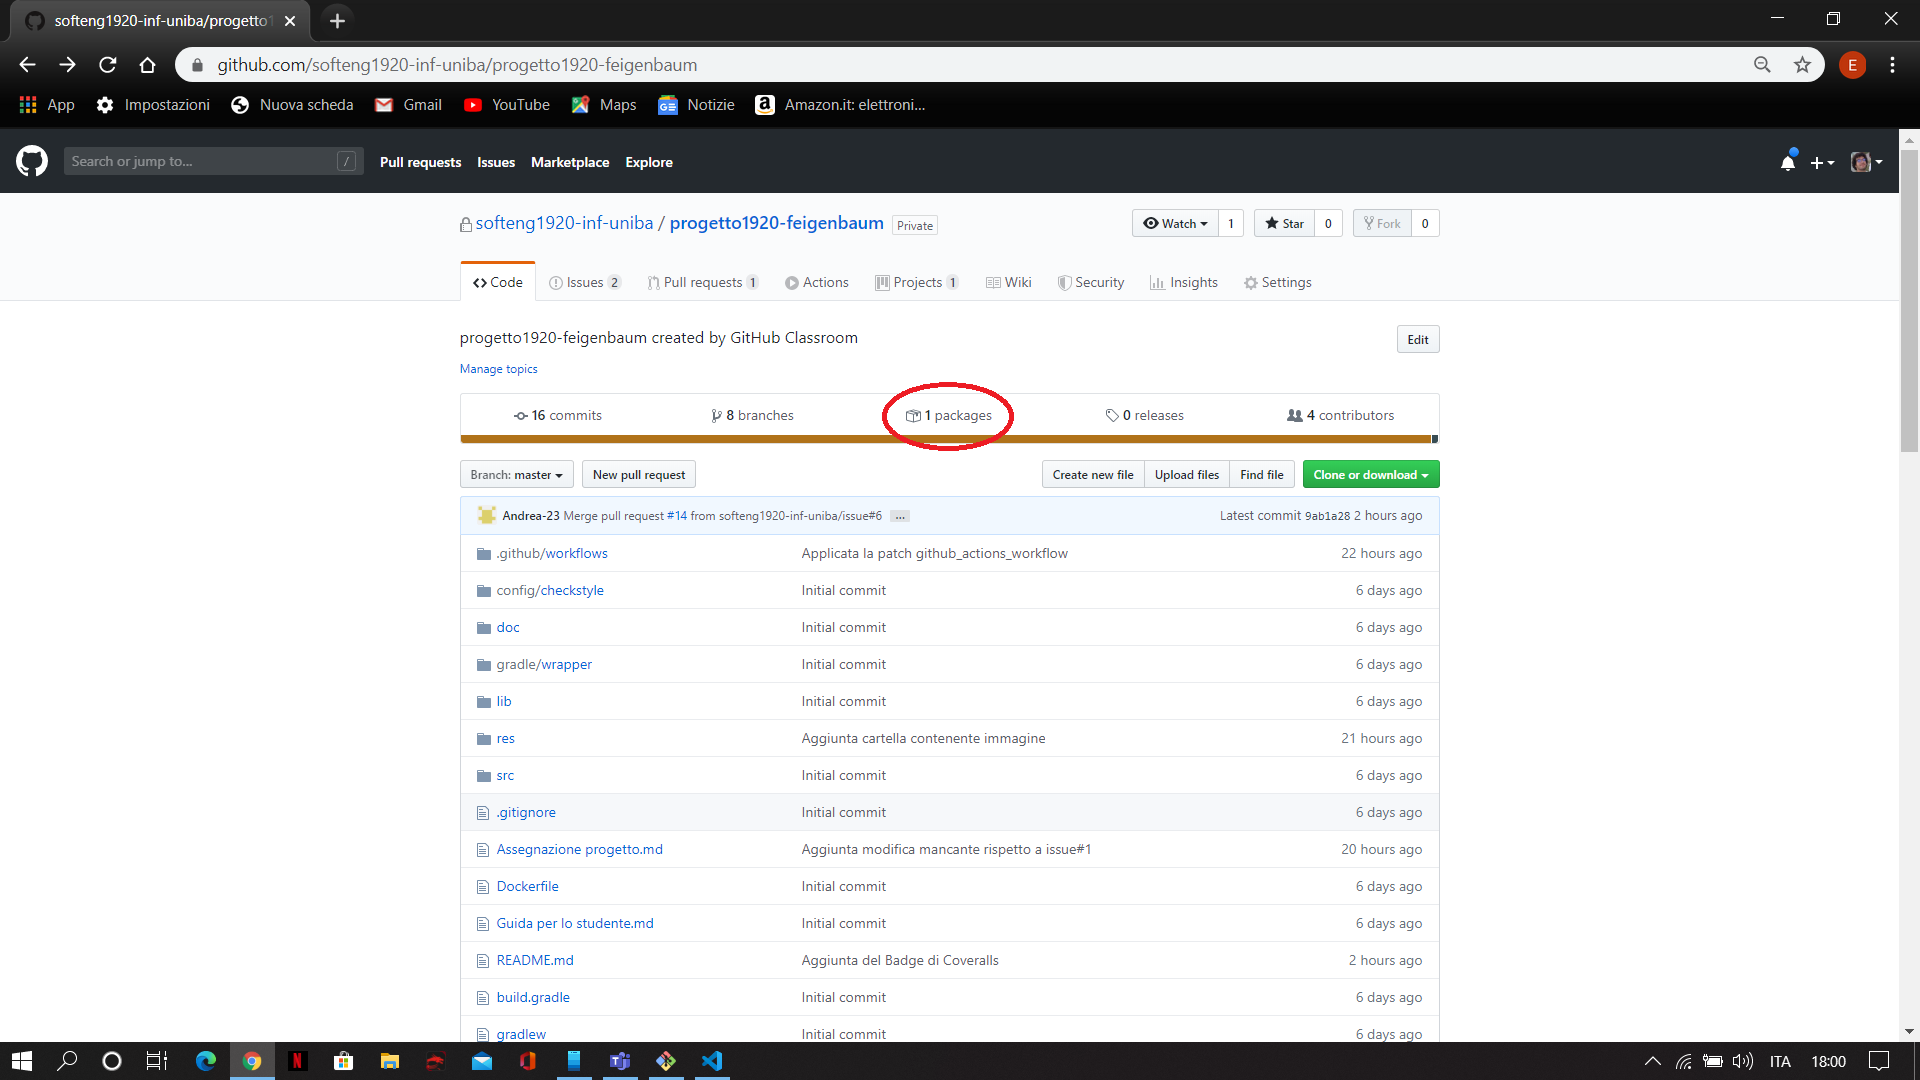 softeng1920-inf-uniba/progetto1
github.com/softeng1920-inf-uniba/progetto1920-feigenbaum
E
App Impostazioni Nuova scheda Gmail YouTube Maps Notizie Amazon.it: elettroni...
Search or jump to... / Pull requests Issues Marketplace Explore
softeng1920-inf-uniba / progetto1920-feigenbaum Private
Watch 1 Star 0 Fork 0
Code Issues 2 Pull requests 1 Actions Projects 1 Wiki Security Insights Settings
progetto1920-feigenbaum created by GitHub Classroom Edit
Manage topics
16 commits 8 branches 1 packages 0 releases 4 contributors
Branch: master New pull request Create new file Upload files Find file Clone or download
Andrea-23 Merge pull request #14 from softeng1920-inf-uniba/issue#6 ... Latest commit 9ab1a28 2 hours ago
.github/workflows Applicata la patch github_actions_workflow 22 hours ago
config/checkstyle Initial commit 6 days ago
doc Initial commit 6 days ago
gradle/wrapper Initial commit 6 days ago
lib Initial commit 6 days ago
res Aggiunta cartella contenente immagine 21 hours ago
src Initial commit 6 days ago
.gitignore Initial commit 6 days ago
Assegnazione progetto.md Aggiunta modifica mancante rispetto a issue#1 20 hours ago
Dockerfile Initial commit 6 days ago
Guida per lo studente.md Initial commit 6 days ago
README.md Aggiunta del Badge di Coveralls 2 hours ago
build.gradle Initial commit 6 days ago
gradlew Initial commit 6 days ago
ITA 18:00